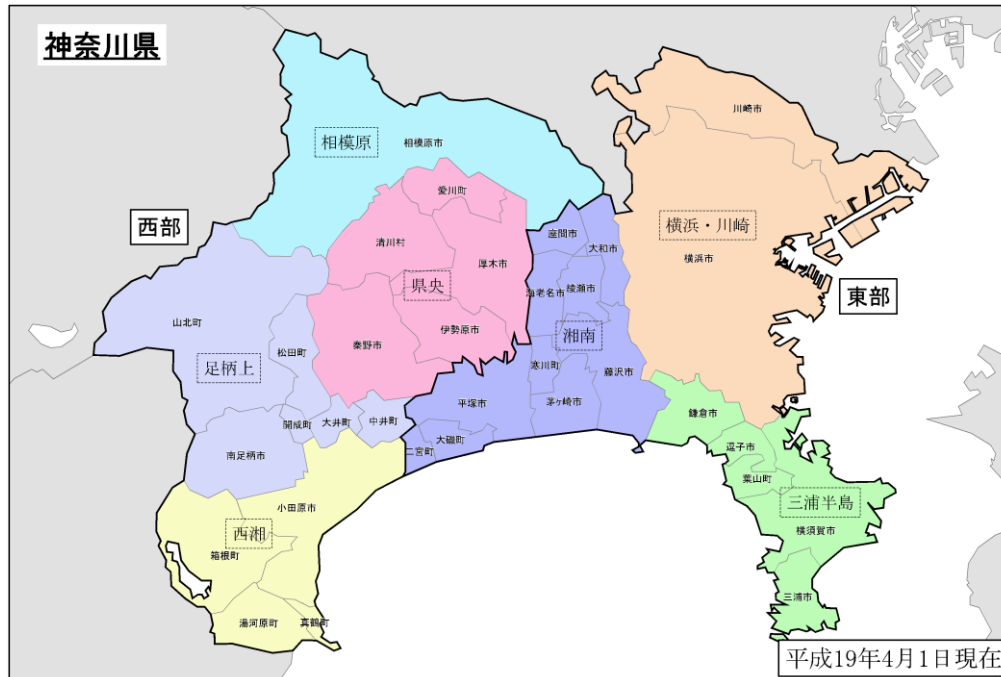 神奈川県
川崎市
相模原
相模原市
愛川町
西部
座間市
大和市
横浜・川崎
清川村
厚木市
横浜市
県央
海老名市
綾瀬市
東部
山北町
伊勢原市
湘南
松田町
秦野市
足柄上
寒川町
藤沢市
平塚市
茅ヶ崎市
鎌倉市
開成町
大井町
中井町
大磯町
逗子市
南足柄市
二宮町
葉山町
小田原市
三浦半島
西湘
横須賀市
箱根町
三浦市
湯河原町
真鶴町
平成19年4月1日現在